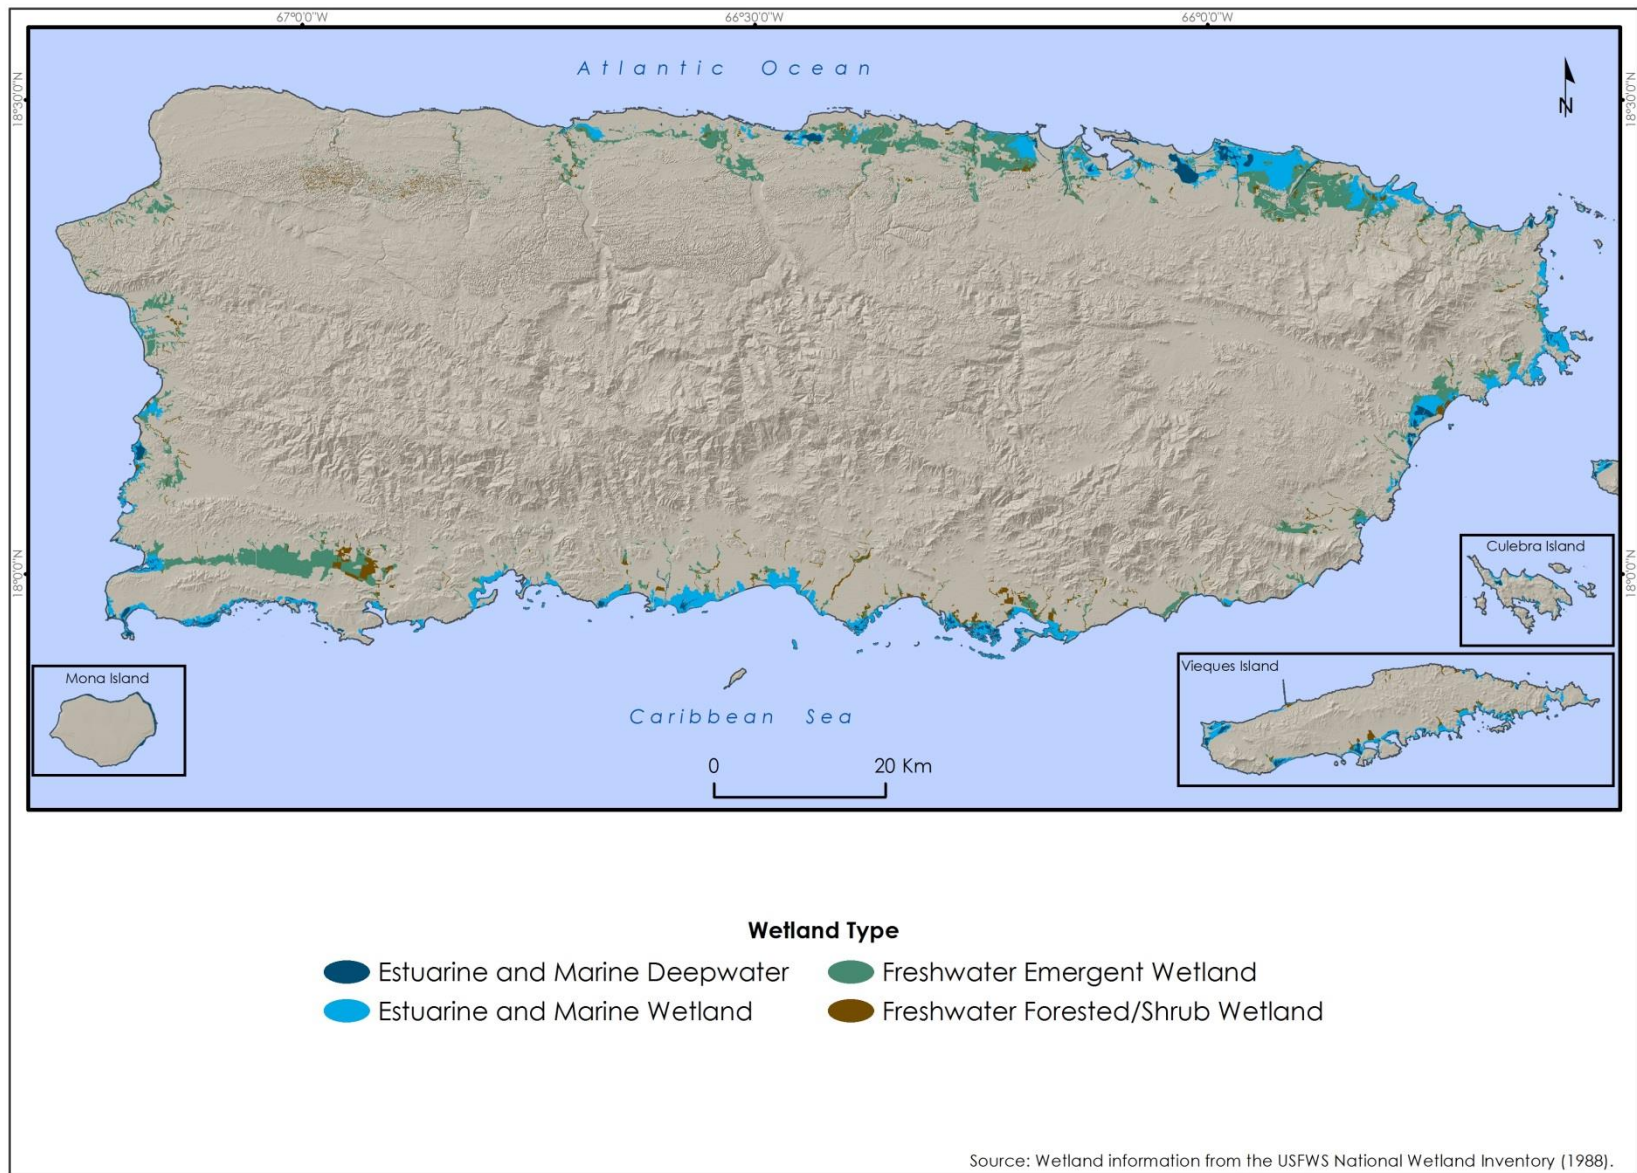 67°0'0"W
66°30'0"W
66°0'0"W
18°30'0"N
18°30'0"N
Atlantic Ocean
N
18°0'0"N
18°0'0"N
Culebra Island
Vieques Island
Mona Island
Caribbean Sea
0
20 Km
Wetland Type
Estuarine and Marine Deepwater
Freshwater Emergent Wetland
Estuarine and Marine Wetland
Freshwater Forested/Shrub Wetland
Source: Wetland information from the USFWS National Wetland Inventory (1988).